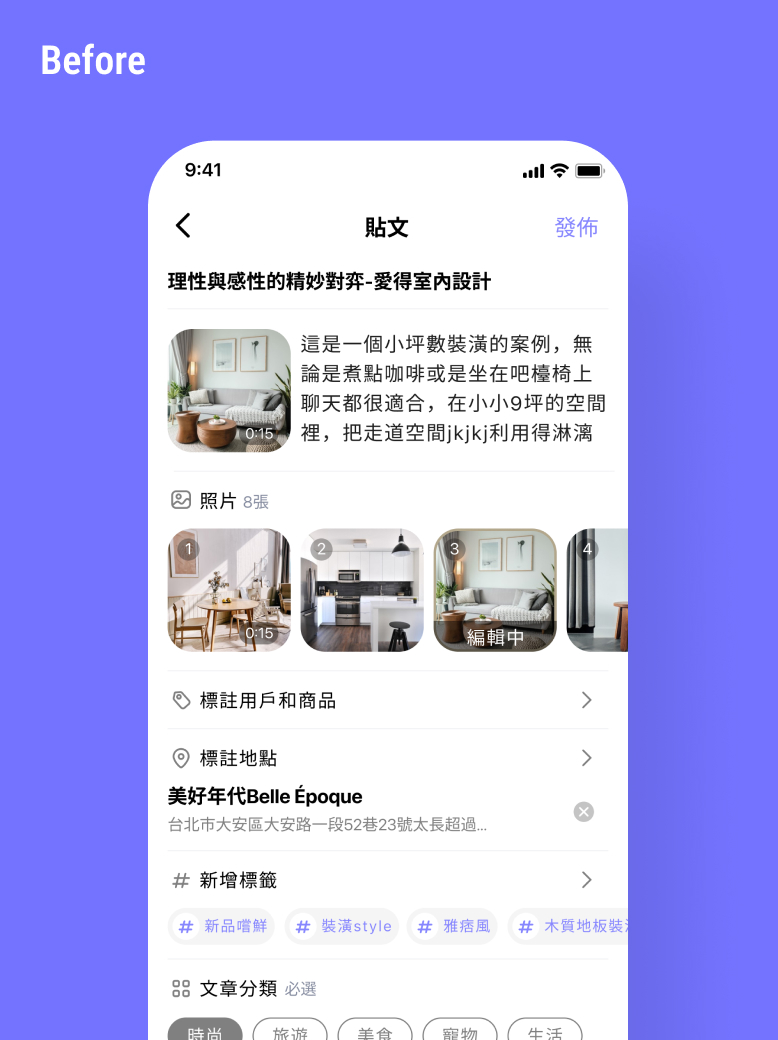 Before
9:41
貼文
發佈
理性與感性的精妙對弈-愛得室內設計
這是一個小坪數裝潢的案例，無
論是煮點咖啡或是坐在吧檯椅上
聊天都很適合，在小小9坪的空間
裡，把走道空間jkjkj利用得淋漓
0:15
照片 8張
1
2
3
4
0:15
編輯中
標註用戶和商品
標註地點
美好年代Belle Époque
台北市大安區大安路一段52巷23號太長超過...
# 新增標籤
# 新品嚐鮮
# 裝潢style
# 雅痞風
# 木質地板裝
文章分類 必選
時尚
旅遊
美食
寵物
生活